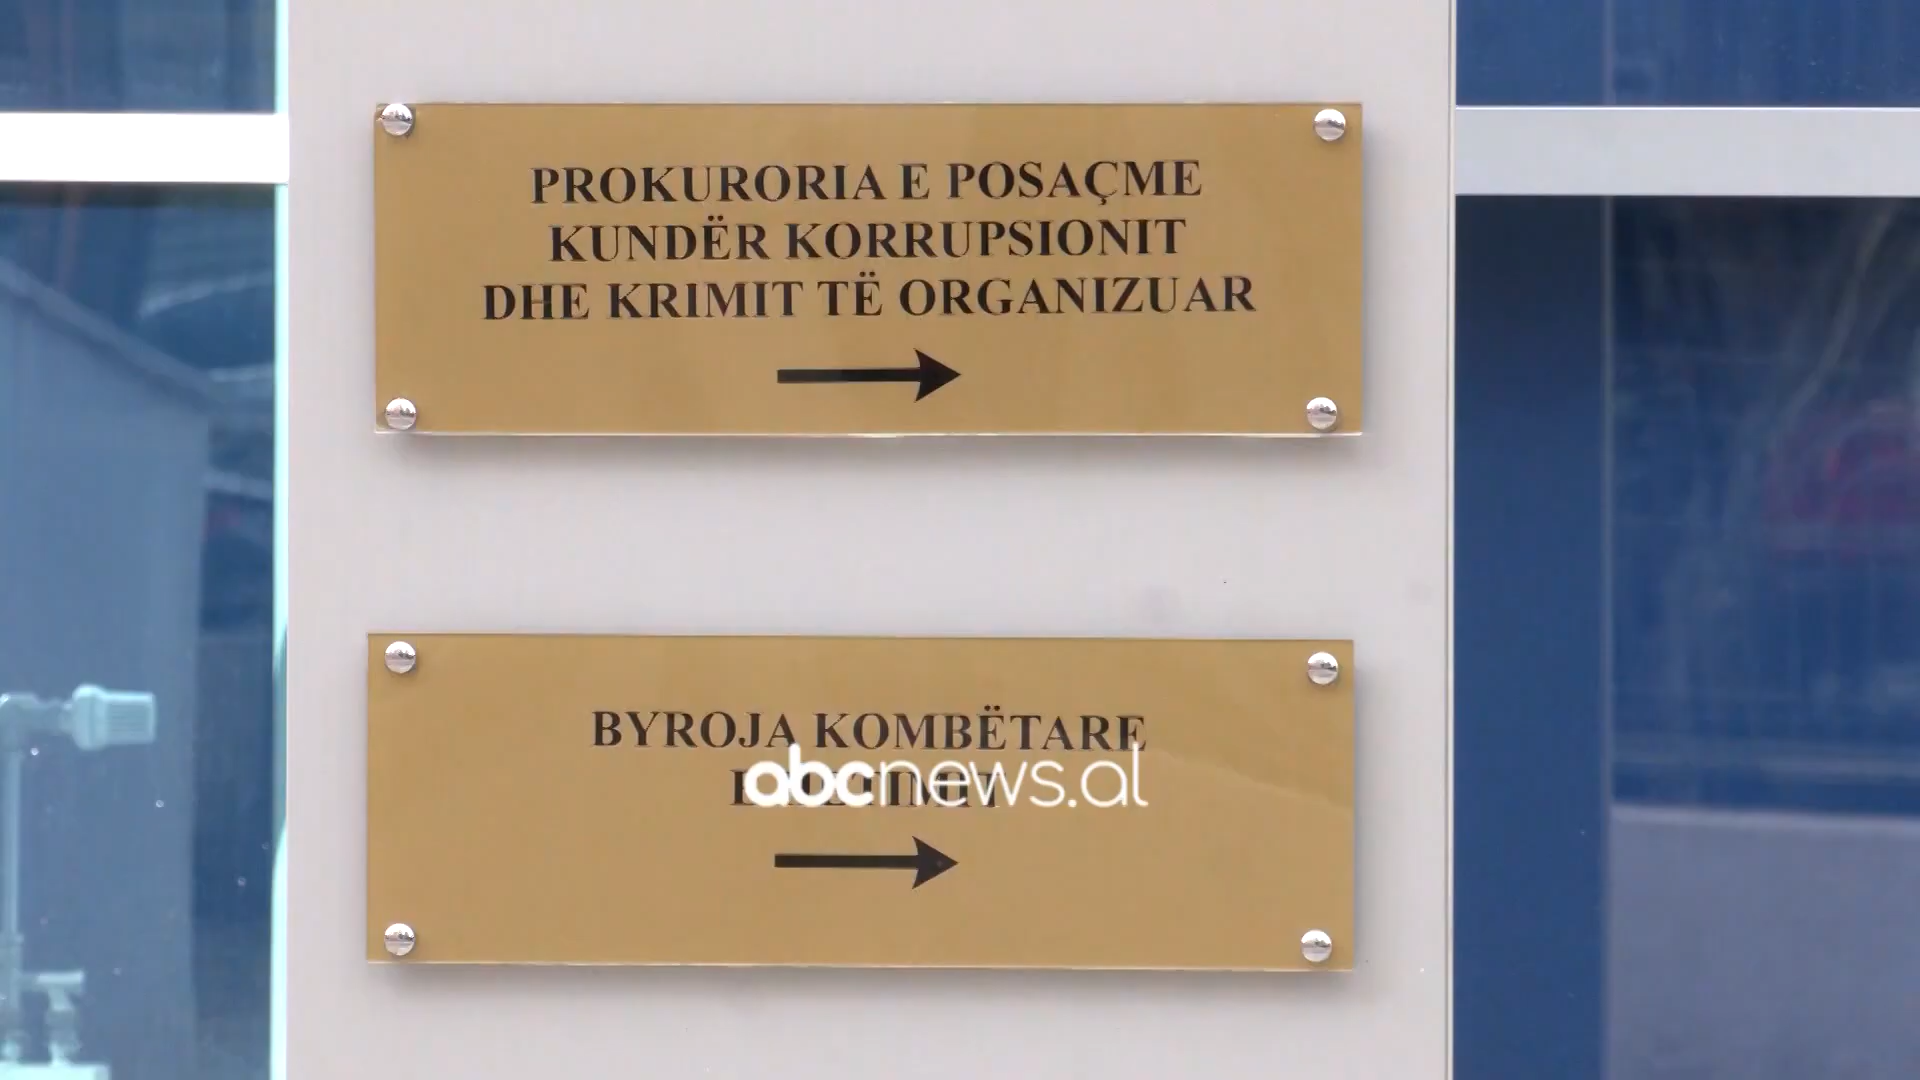 PROKURORIA E POSAÇME
KUNDËR KORRUPSIONIT
DHE KRIMIT TË ORGANIZUAR
BYROJA KOMBËTARE
abcnews.al